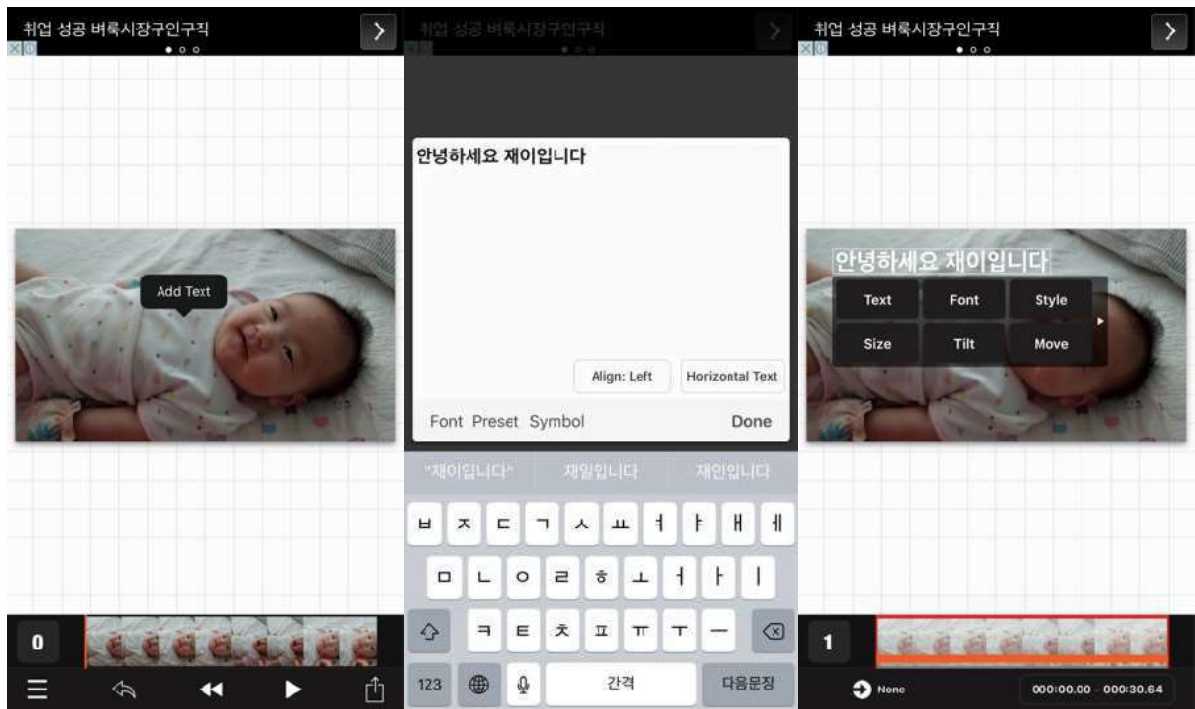 취업 성공 벼룩시장구인구직
Add Text
0
취업 성공 벼룩시장구인구직
안녕하세요 재이입니다
Align: Left
Horizontal Text
Font Preset Symbol
Done
"재이입니다" 재밀입니다 재인입니다
ㅂ ㅈ ㄷ ㄱ ㅅ ㅛ ㅕ ㅑ ㅐ ㅔ
ㅁ ㄴ ㅇ ㄹ ㅎ ㅗ ㅓ ㅏ ㅣ
ㅋ ㅌ ㅊ ㅍ ㅠ ㅜ ㅡ
123 간격 다음문장
취업 성공 벼룩시장구인구직
안녕하세요 재이입니다
Text Font Style
Size Tilt Move
1
None
000:00.00 - 000:30.64